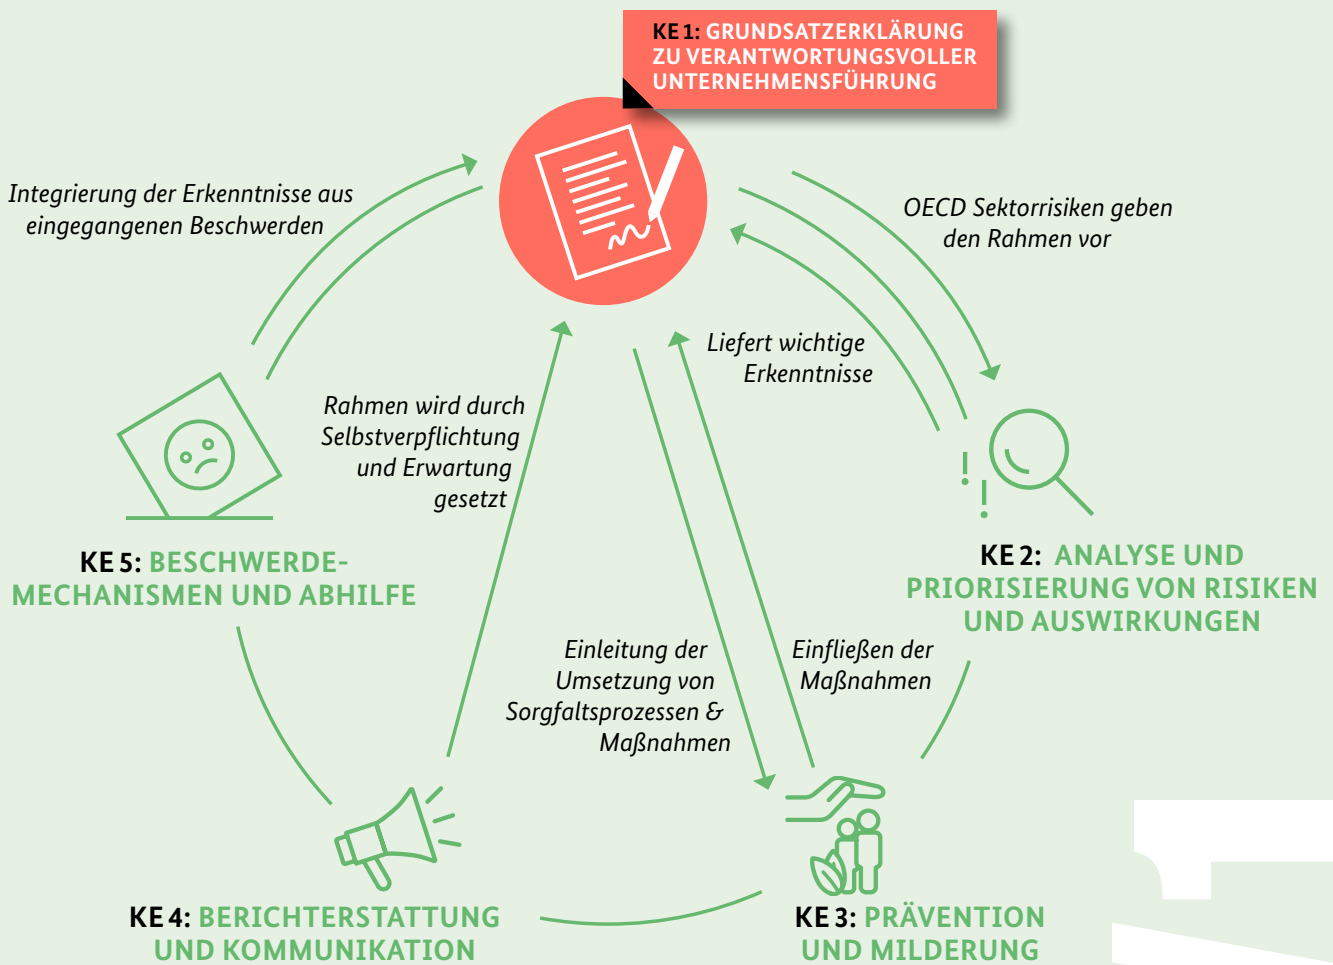 KE 1: GRUNDSATZERKLÄRUNG
ZU VERANTWORTUNGSVOLLER
UNTERNEHMENSFÜHRUNG
Integrierung der Erkenntnisse aus
eingegangenen Beschwerden
OECD Sektorrisiken geben
den Rahmen vor
Liefert wichtige
Erkenntnisse
Rahmen wird durch
Selbstverpflichtung
und Erwartung
gesetzt
KE 5: BESCHWERDE-
MECHANISMEN UND ABHILFE
KE 2: ANALYSE UND
PRIORISIERUNG VON RISIKEN
UND AUSWIRKUNGEN
Einleitung der
Umsetzung von
Sorgfaltsprozessen &
Maßnahmen
Einfließen der
Maßnahmen
KE 4: BERICHTERSTATTUNG
UND KOMMUNIKATION
KE 3: PRÄVENTION
UND MILDERUNG